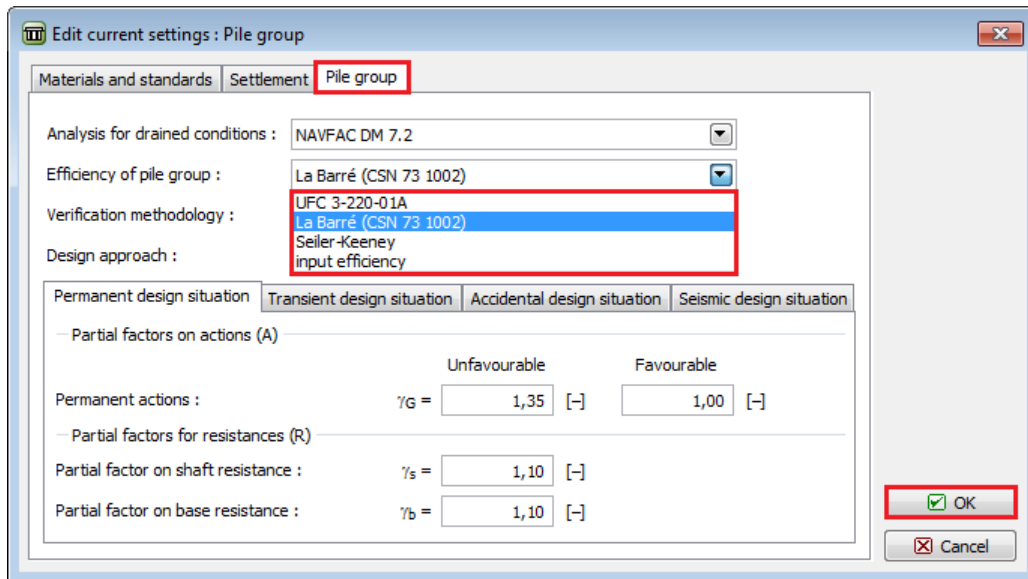 Edit current settings : Pile group
Materials and standards Settlement Pile group
Analysis for drained conditions : NAVFAC DM 7.2
Efficiency of pile group : La Barré (CSN 73 1002)
UFC 3-220-01A
Verification methodology : La Barré (CSN 73 1002)
Seiler-Keeney
Design approach : input efficiency
Permanent design situation Transient design situation Accidental design situation Seismic design situation
Partial factors on actions (A)
Unfavourable Favourable
Permanent actions : γG = 1,35 [–] 1,00 [–]
Partial factors for resistances (R)
Partial factor on shaft resistance : γs = 1,10 [–]
Partial factor on base resistance : γb = 1,10 [–]
OK
Cancel